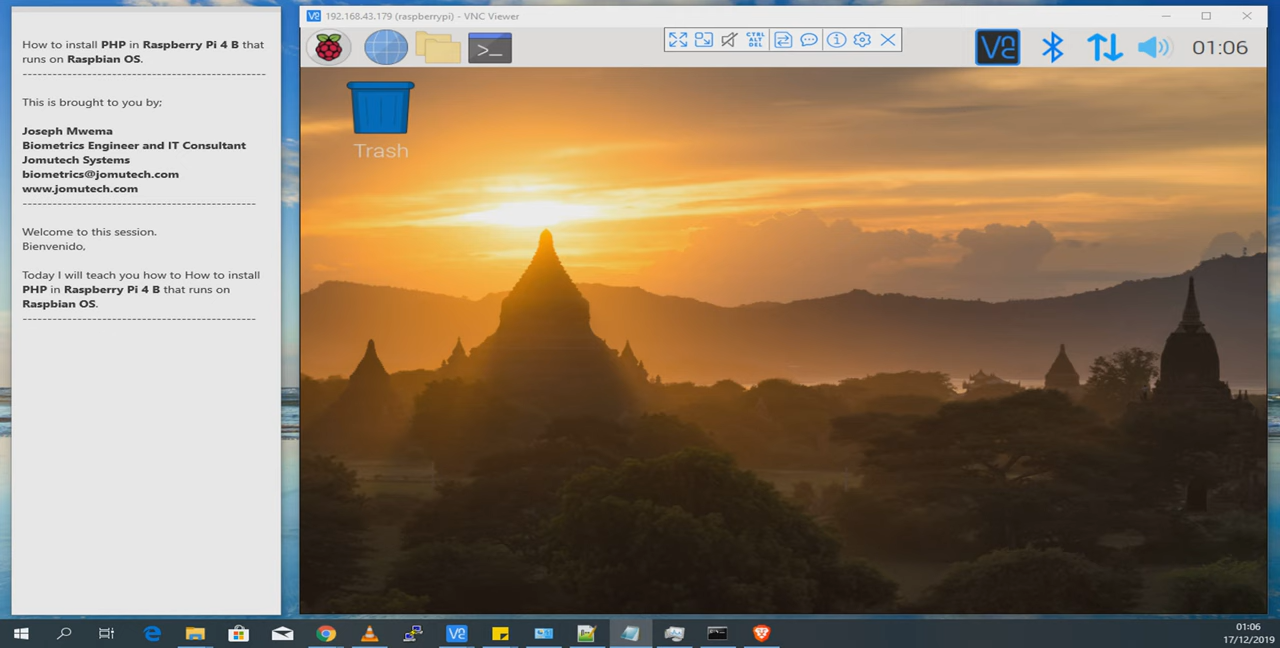 How to install PHP in Raspberry Pi 4 B that
runs on Raspbian OS.
-------------------------------------------------
This is brought to you by;
Joseph Mwema
Biometrics Engineer and IT Consultant
Jomutech Systems
biometrics@jomutech.com
www.jomutech.com
-----------------------------------------------
Welcome to this session.
Bienvenido,
Today I will teach you how to How to install
PHP in Raspberry Pi 4 B that runs on
Raspbian OS.
-----------------------------------------------
192.168.43.179 (raspberrypi) - VNC Viewer
CTRL
ALT
DEL
01:06
Trash
01:06
17/12/2019